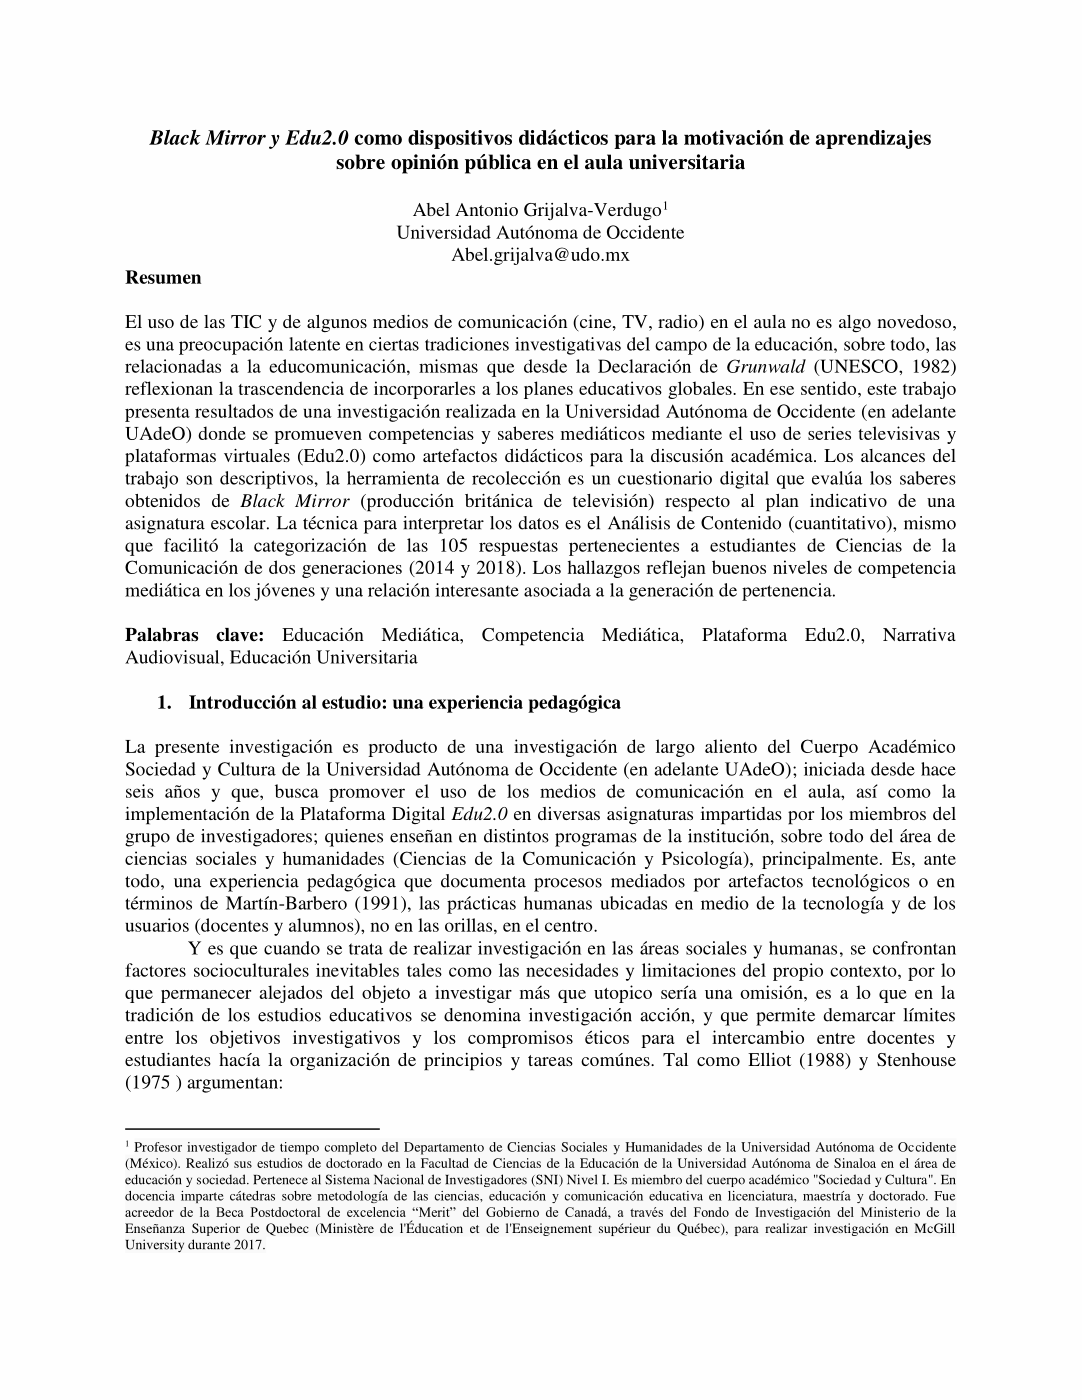 Black Mirror y Edu2.0 como dispositivos didácticos para la motivación de aprendizajes
sobre opinión pública en el aula universitaria
Abel Antonio Grijalva-Verdugo1
Universidad Autónoma de Occidente
Abel.grijalva@udo.mx
Resumen
El uso de las TIC y de algunos medios de comunicación (cine, TV, radio) en el aula no es algo novedoso,
es una preocupación latente en ciertas tradiciones investigativas del campo de la educación, sobre todo, las
relacionadas a la educomunicación, mismas que desde la Declaración de Grunwald (UNESCO, 1982)
reflexionan la trascendencia de incorporarles a los planes educativos globales. En ese sentido, este trabajo
presenta resultados de una investigación realizada en la Universidad Autónoma de Occidente (en adelante
UAdeO) donde se promueven competencias y saberes mediáticos mediante el uso de series televisivas y
plataformas virtuales (Edu2.0) como artefactos didácticos para la discusión académica. Los alcances del
trabajo son descriptivos, la herramienta de recolección es un cuestionario digital que evalúa los saberes
obtenidos de Black Mirror (producción británica de televisión) respecto al plan indicativo de una
asignatura escolar. La técnica para interpretar los datos es el Análisis de Contenido (cuantitativo), mismo
que facilitó la categorización de las 105 respuestas pertenecientes a estudiantes de Ciencias de la
Comunicación de dos generaciones (2014 y 2018). Los hallazgos reflejan buenos niveles de competencia
mediática en los jóvenes y una relación interesante asociada a la generación de pertenencia.
Palabras clave: Educación Mediática, Competencia Mediática, Plataforma Edu2.0, Narrativa
Audiovisual, Educación Universitaria
1. Introducción al estudio: una experiencia pedagógica
La presente investigación es producto de una investigación de largo aliento del Cuerpo Académico
Sociedad y Cultura de la Universidad Autónoma de Occidente (en adelante UAdeO); iniciada desde hace
seis años y que, busca promover el uso de los medios de comunicación en el aula, así como la
implementación de la Plataforma Digital Edu2.0 en diversas asignaturas impartidas por los miembros del
grupo de investigadores; quienes enseñan en distintos programas de la institución, sobre todo del área de
ciencias sociales y humanidades (Ciencias de la Comunicación y Psicología), principalmente. Es, ante
todo, una experiencia pedagógica que documenta procesos mediados por artefactos tecnológicos o en
términos de Martín-Barbero (1991), las prácticas humanas ubicadas en medio de la tecnología y de los
usuarios (docentes y alumnos), no en las orillas, en el centro.
Y es que cuando se trata de realizar investigación en las áreas sociales y humanas, se confrontan
factores socioculturales inevitables tales como las necesidades y limitaciones del propio contexto, por lo
que permanecer alejados del objeto a investigar más que utopico sería una omisión, es a lo que en la
tradición de los estudios educativos se denomina investigación acción, y que permite demarcar límites
entre los objetivos investigativos y los compromisos éticos para el intercambio entre docentes y
estudiantes hacía la organización de principios y tareas comúnes. Tal como Elliot (1988) y Stenhouse
(1975 ) argumentan:
1 Profesor investigador de tiempo completo del Departamento de Ciencias Sociales y Humanidades de la Universidad Autónoma de Occidente
(México). Realizó sus estudios de doctorado en la Facultad de Ciencias de la Educación de la Universidad Autónoma de Sinaloa en el área de
educación y sociedad. Pertenece al Sistema Nacional de Investigadores (SNI) Nivel I. Es miembro del cuerpo académico "Sociedad y Cultura". En
docencia imparte cátedras sobre metodología de las ciencias, educación y comunicación educativa en licenciatura, maestría y doctorado. Fue
acreedor de la Beca Postdoctoral de excelencia “Merit” del Gobierno de Canadá, a través del Fondo de Investigación del Ministerio de la
Enseñanza Superior de Quebec (Ministère de l'Éducation et de l'Enseignement supérieur du Québec), para realizar investigación en McGill
University durante 2017.